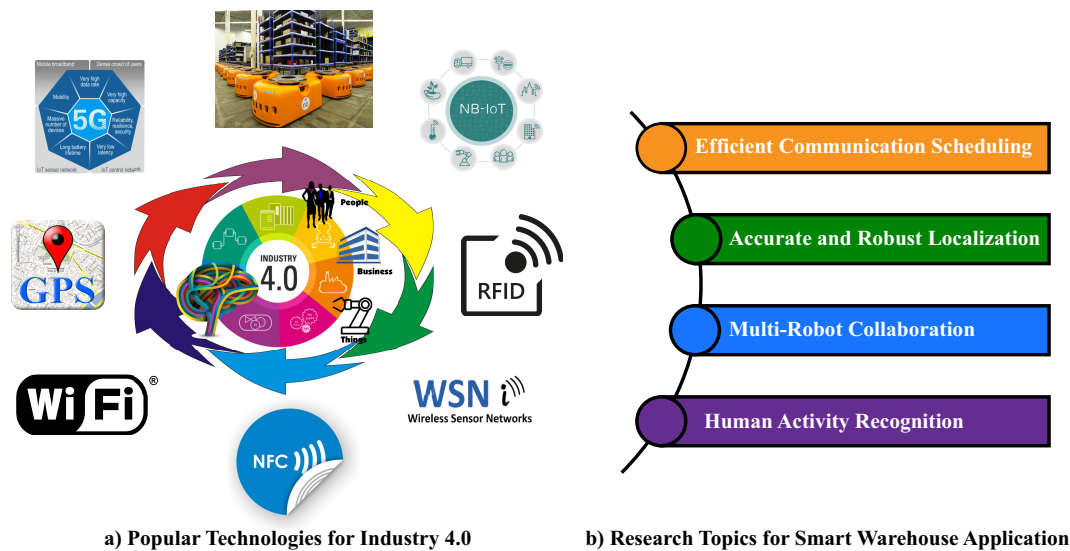 Mobile broadband
Dense crowd of users
Very high
data rate
Mobility
Very high
capacity
5G
Massive
number of
devices
Reliability,
resilience,
security
Long battery
lifetime
Very low
latency
IoT sensor network
IoT control network
NB-IoT
People
INDUSTRY
4.0
Business
Things
GPS
RFID
WiFi®
WSN
Wireless Sensor Networks
NFC
a) Popular Technologies for Industry 4.0
Efficient Communication Scheduling
Accurate and Robust Localization
Multi-Robot Collaboration
Human Activity Recognition
b) Research Topics for Smart Warehouse Application